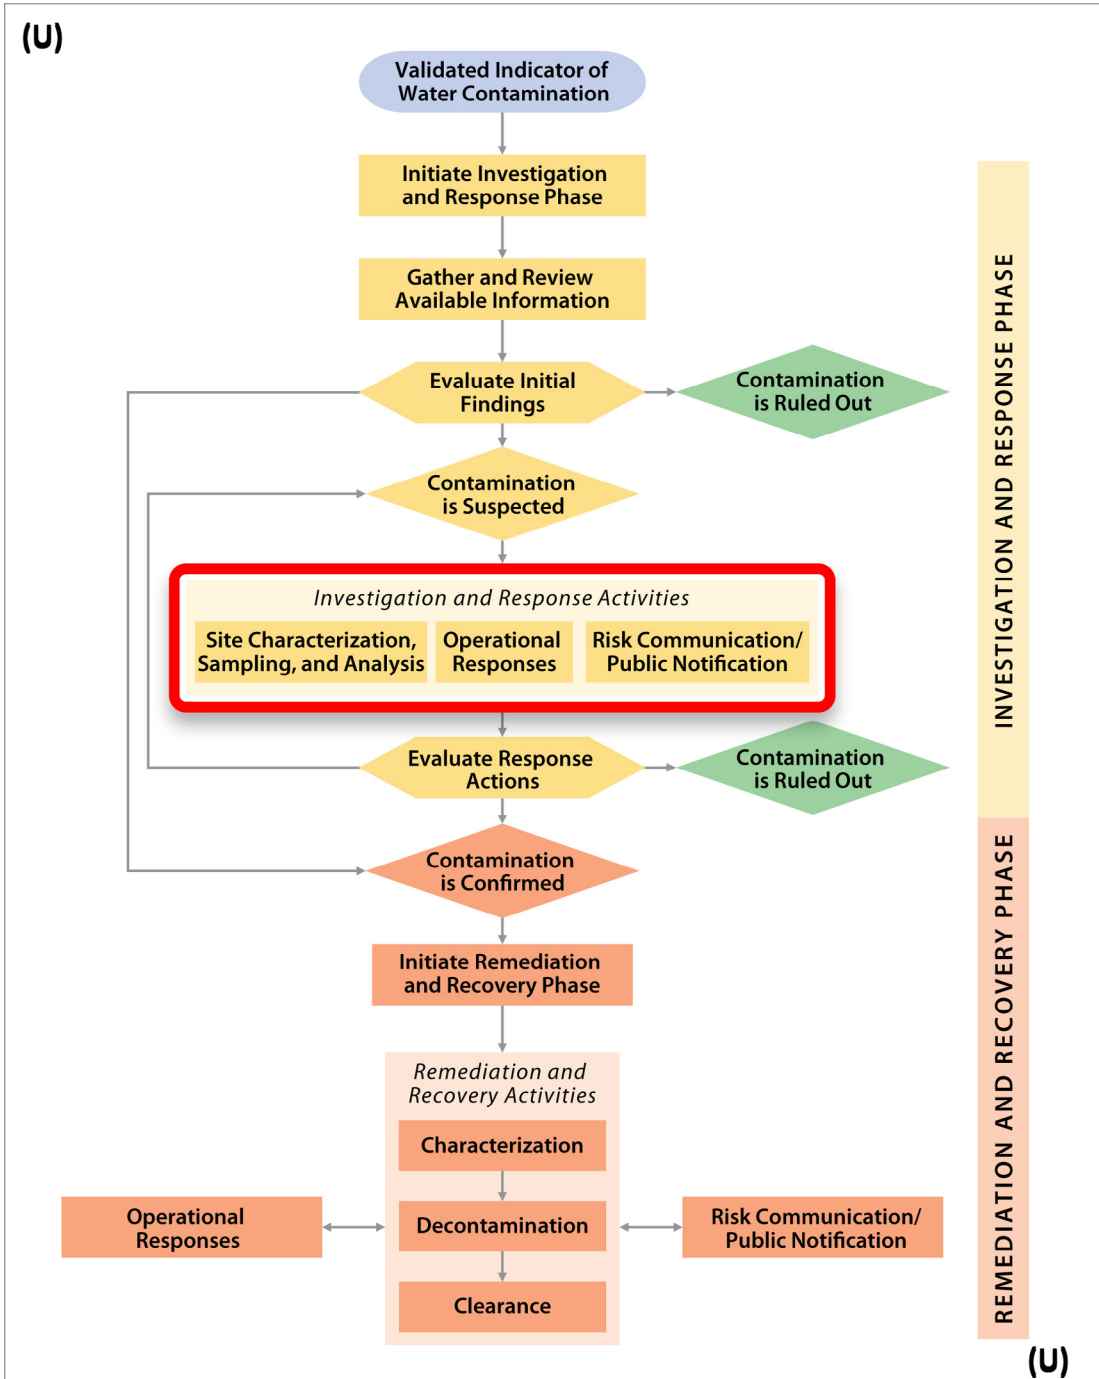 (U)
Validated Indicator of
Water Contamination
Initiate Investigation
and Response Phase
Gather and Review
Available Information
Evaluate Initial
Findings
Contamination
is Ruled Out
Contamination
is Suspected
Investigation and Response Activities
Site Characterization,
Sampling, and Analysis
Operational
Responses
Risk Communication/
Public Notification
Evaluate Response
Actions
Contamination
is Ruled Out
Contamination
is Confirmed
Initiate Remediation
and Recovery Phase
Remediation and
Recovery Activities
Characterization
Operational
Responses
Decontamination
Risk Communication/
Public Notification
Clearance
INVESTIGATION AND RESPONSE PHASE
REMEDIATION AND RECOVERY PHASE
(U)